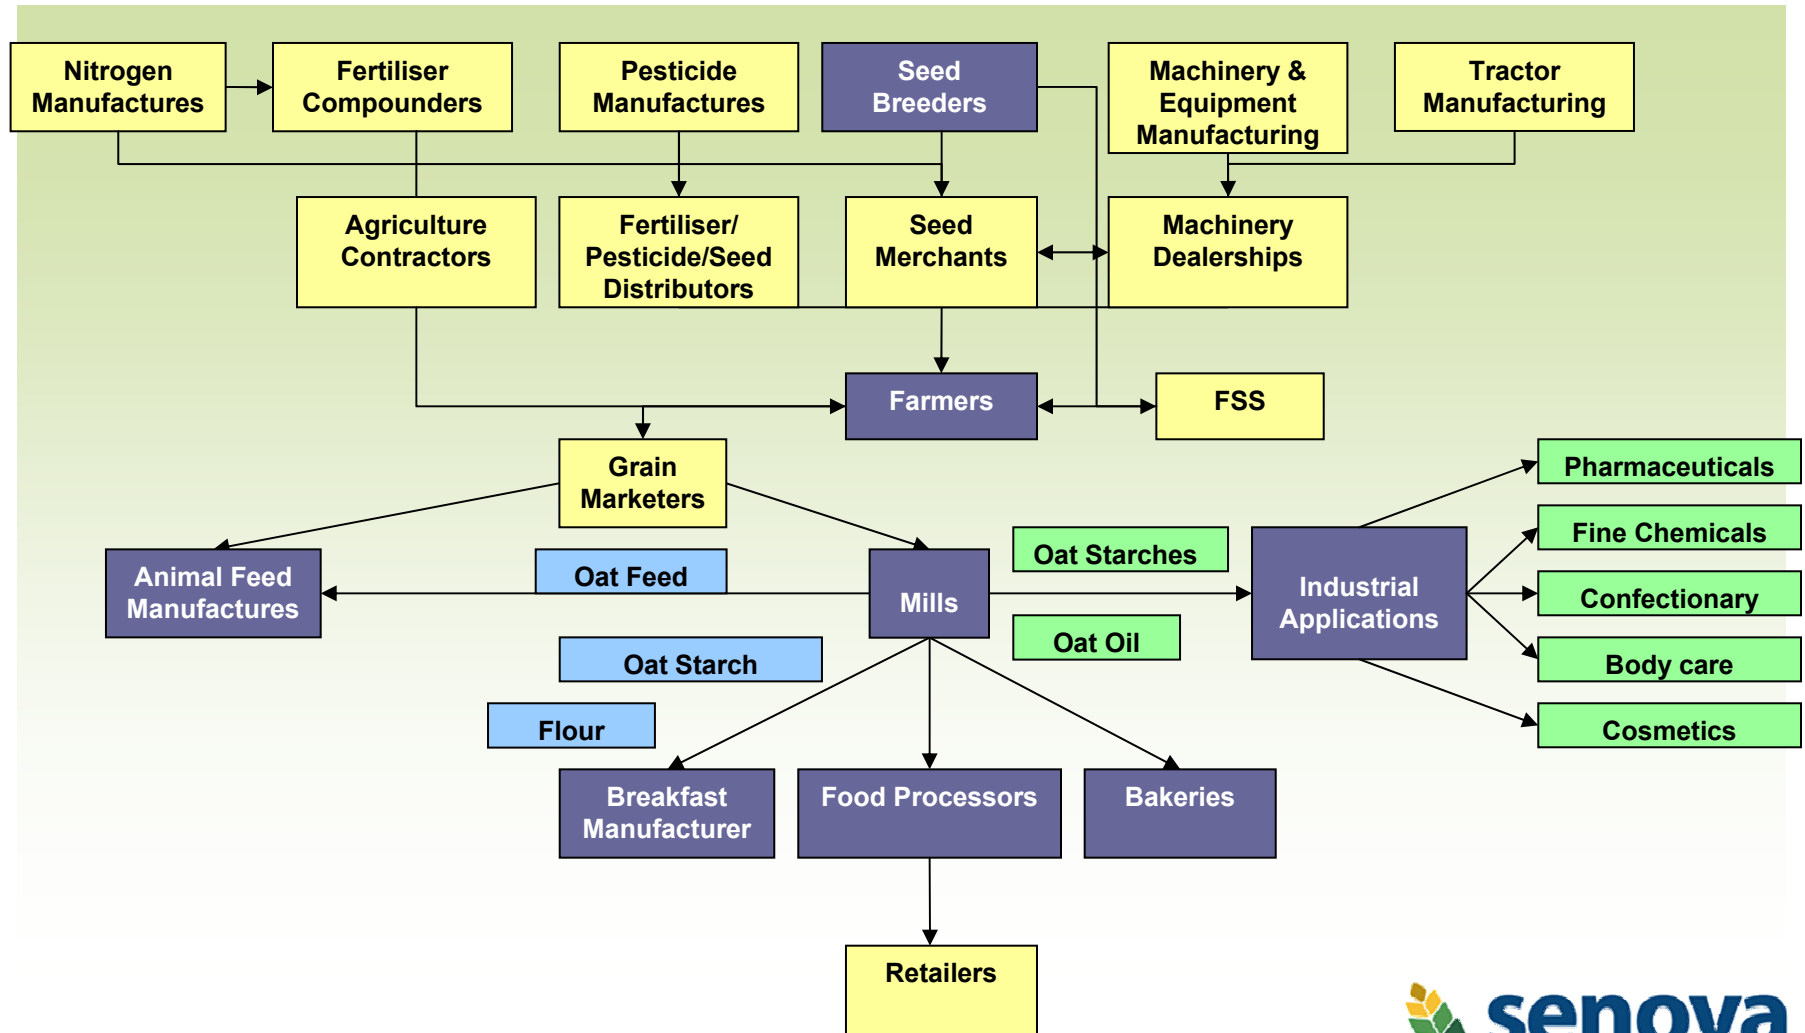 Nitrogen
Manufactures
Fertiliser
Compounders
Pesticide
Manufactures
Seed
Breeders
Machinery &
Equipment
Manufacturing
Tractor
Manufacturing
Agriculture
Contractors
Fertiliser/
Pesticide/Seed
Distributors
Seed
Merchants
Machinery
Dealerships
Farmers
FSS
Grain
Marketers
Pharmaceuticals
Fine Chemicals
Confectionary
Body care
Cosmetics
Animal Feed
Manufactures
Oat Feed
Mills
Oat Starches
Industrial
Applications
Oat Starch
Oat Oil
Flour
Breakfast
Manufacturer
Food Processors
Bakeries
Retailers
senova